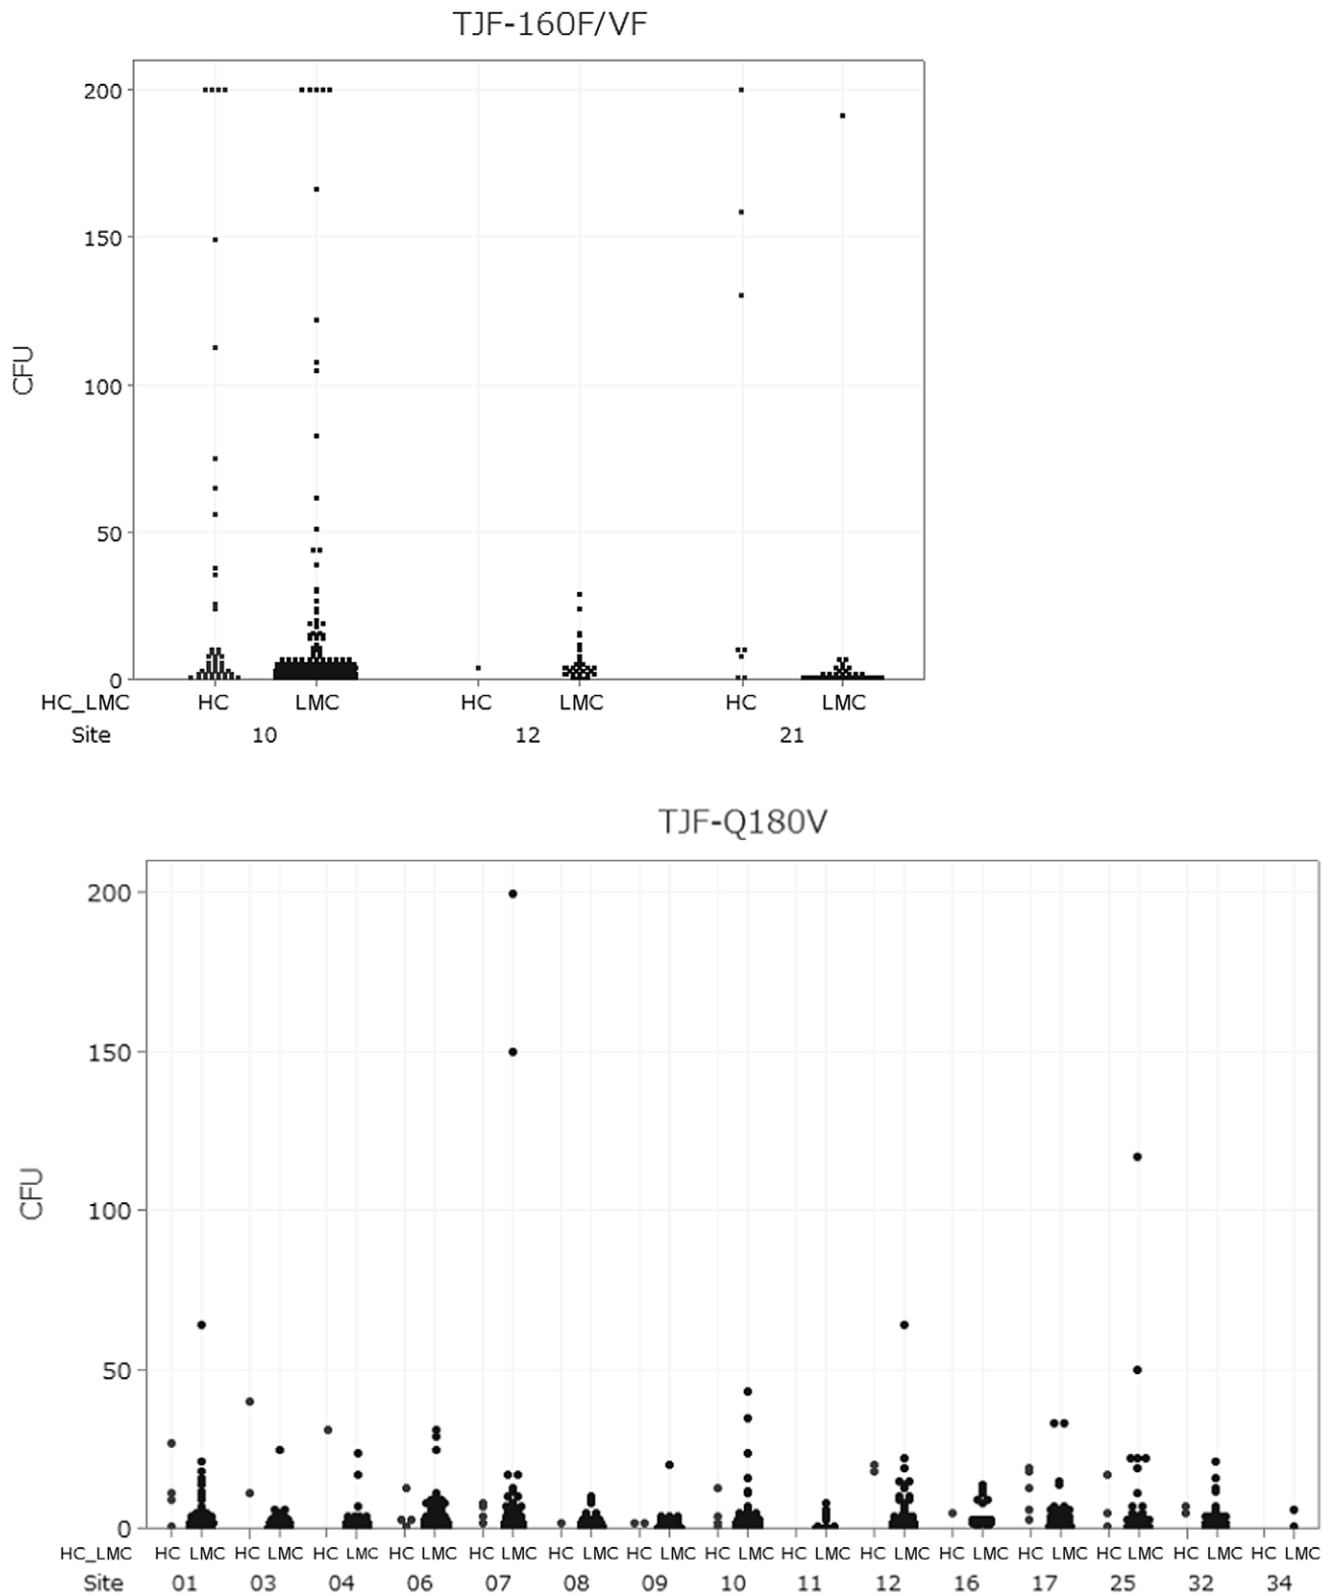 TJF-160F/VF
200
150
100
50
0
CFU
HC_LMC HC LMC HC LMC HC LMC
Site 10 12 21
TJF-Q180V
200
150
100
50
0
CFU
HC_LMC HC LMC HC LMC HC LMC HC LMC HC LMC HC LMC HC LMC HC LMC HC LMC HC LMC HC LMC HC LMC HC LMC HC LMC HC LMC
Site 01 03 04 06 07 08 09 10 11 12 16 17 25 32 34